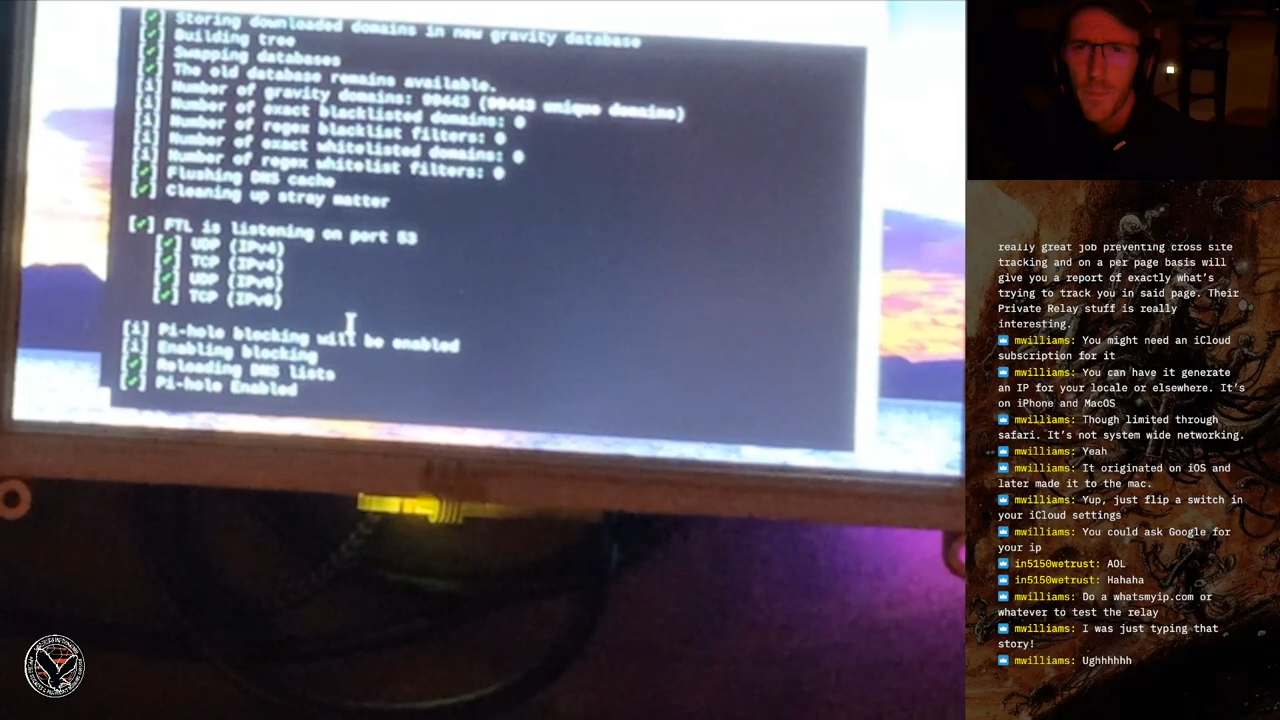 [✓] Storing downloaded domains in new gravity database
[✓] Building tree
[✓] Swapping databases
[✓] The old database remains available.
[i] Number of gravity domains: 90443 (90443 unique domains)
[i] Number of exact blacklisted domains: 0
[i] Number of regex blacklist filters: 0
[i] Number of exact whitelisted domains: 0
[i] Number of regex whitelist filters: 0
[✓] Flushing DNS cache
[✓] Cleaning up stray matter
[✓] FTL is listening on port 53
[✓] UDP (IPv4)
[✓] TCP (IPv4)
[✓] UDP (IPv6)
[✓] TCP (IPv6)
[i] Pi-hole blocking will be enabled
[i] Enabling blocking
[✓] Reloading DNS lists
[✓] Pi-hole Enabled
really great job preventing cross site
tracking and on a per page basis will
give you a report of exactly what's
trying to track you in said page. Their
Private Relay stuff is really
interesting.
mwilliams: You might need an iCloud
subscription for it
mwilliams: You can have it generate
an IP for your locale or elsewhere. It's
on iPhone and MacOS
mwilliams: Though limited through
safari. It's not system wide networking.
mwilliams: Yeah
mwilliams: It originated on iOS and
later made it to the mac.
mwilliams: Yup, just flip a switch in
your iCloud settings
mwilliams: You could ask Google for
your ip
in5150wetrust: AOL
in5150wetrust: Hahaha
mwilliams: Do a whatsmyip.com or
whatever to test the relay
mwilliams: I was just typing that
story!
mwilliams: Ughhhhhh